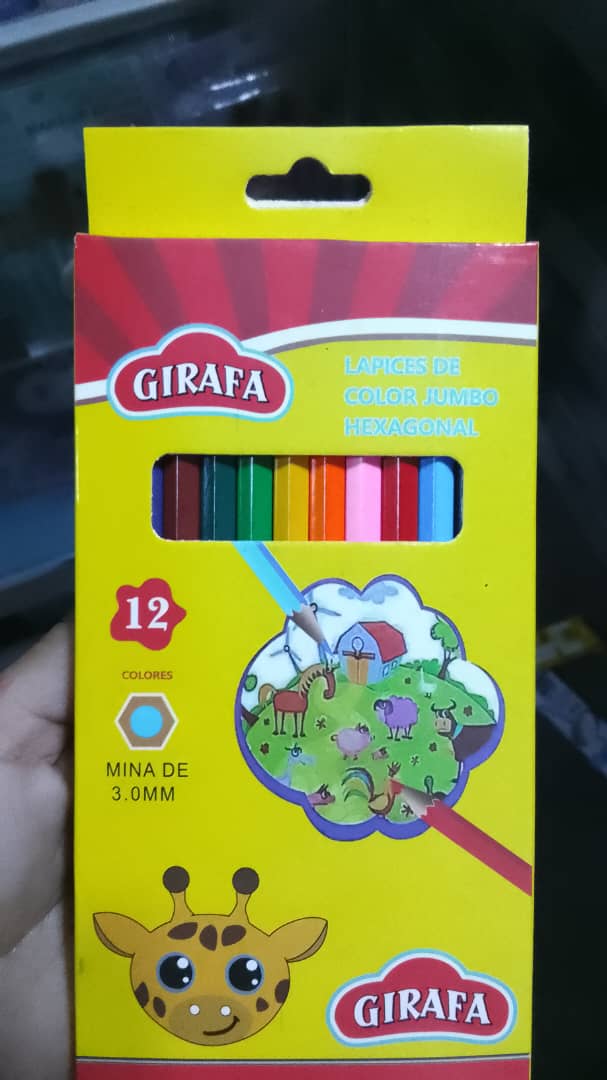 GIRAFA
LAPICES DE
COLOR JUMBO
HEXAGONAL
12
COLORES
MINA DE
3.0MM
GIRAFA